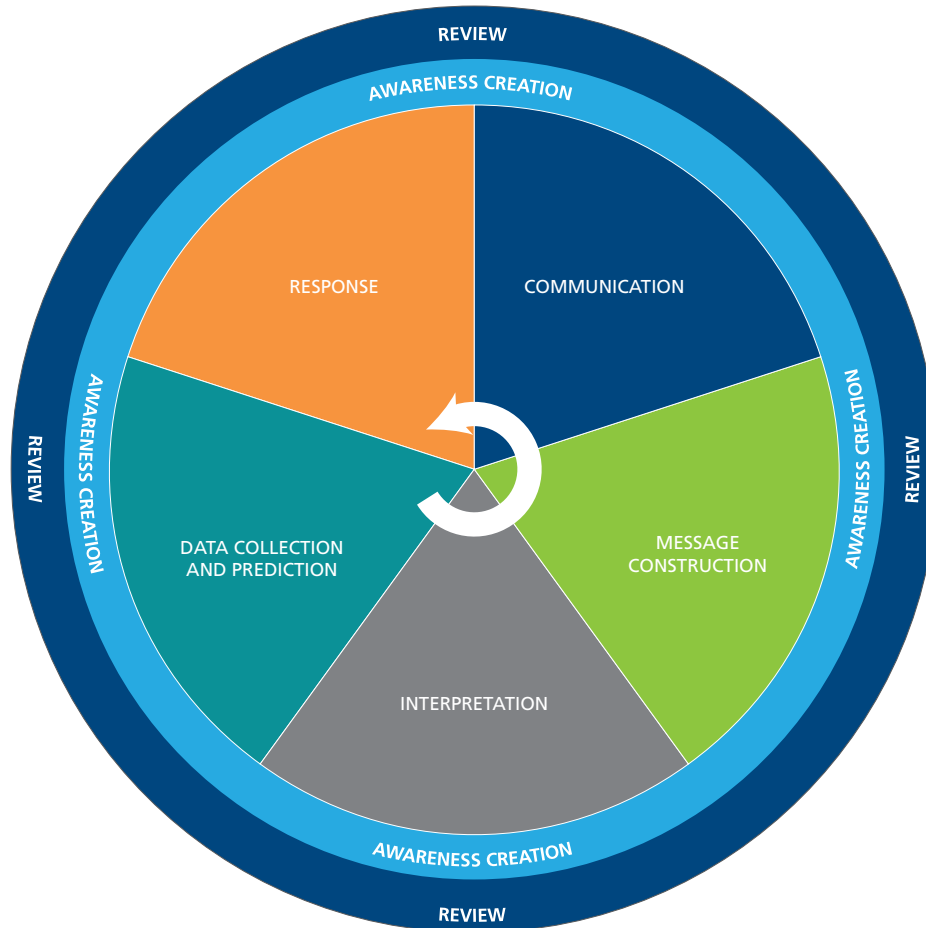 REVIEW
AWARENESS CREATION
RESPONSE
COMMUNICATION
AWARENESS CREATION
AWARENESS CREATION
REVIEW
REVIEW
DATA COLLECTION
AND PREDICTION
MESSAGE
CONSTRUCTION
INTERPRETATION
AWARENESS CREATION
REVIEW